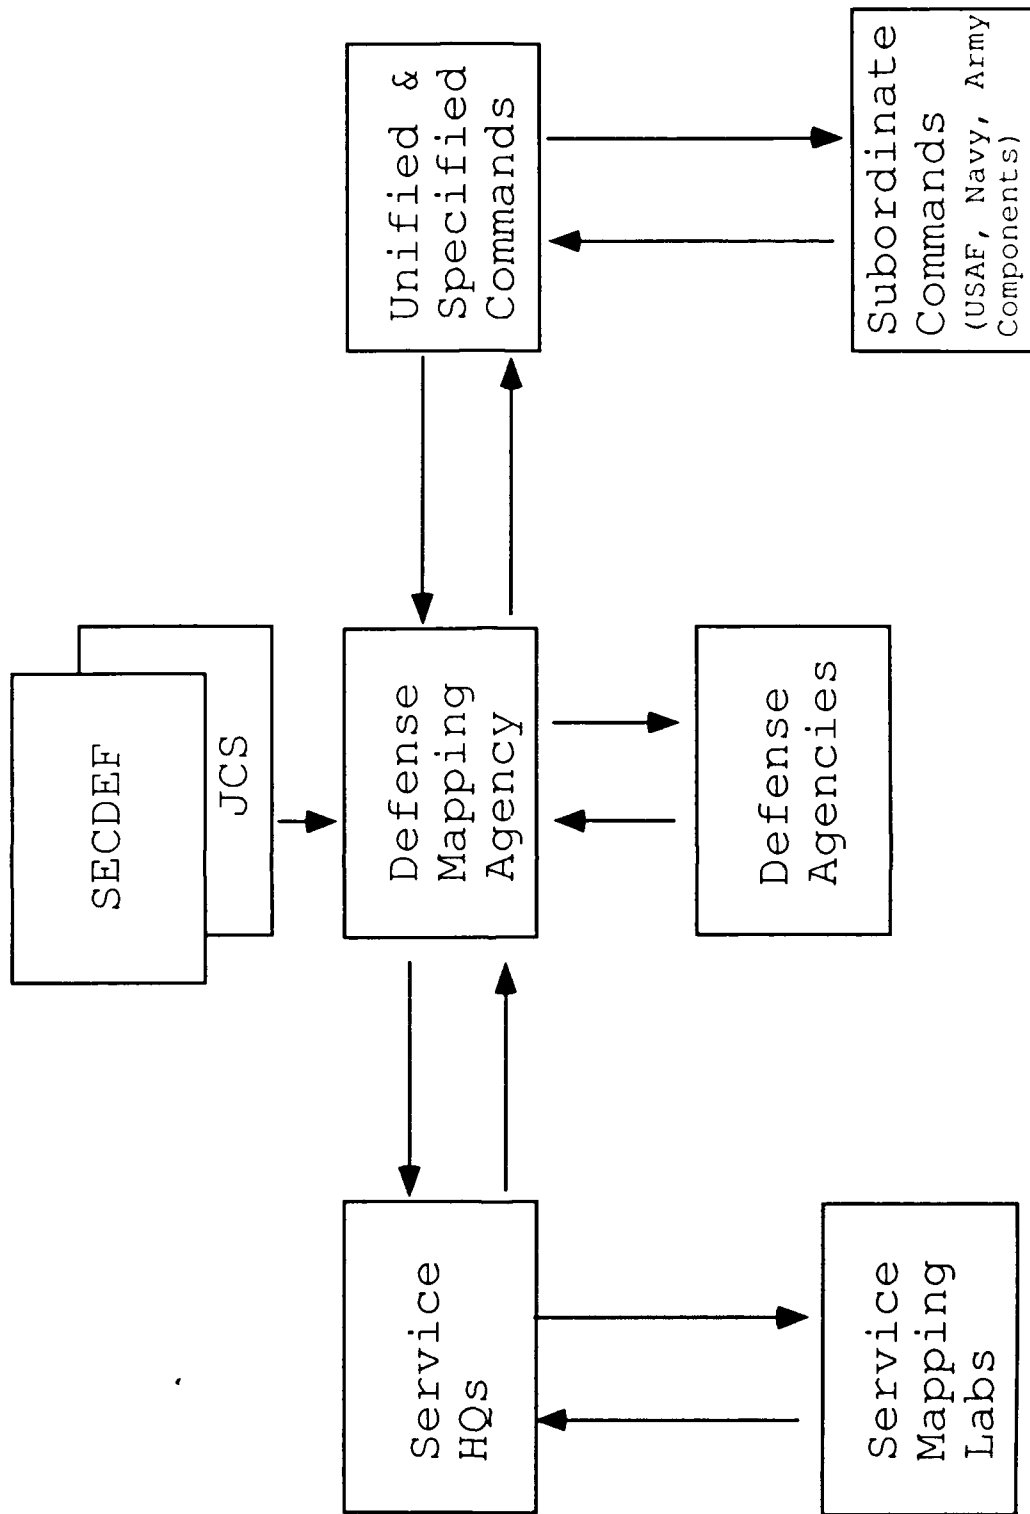 SECDEF
JCS
Service
HQs
Defense
Mapping
Agency
Unified &
Specified
Commands
Service
Mapping
Labs
Defense
Agencies
Subordinate
Commands
(USAF, Navy, Army
Components)